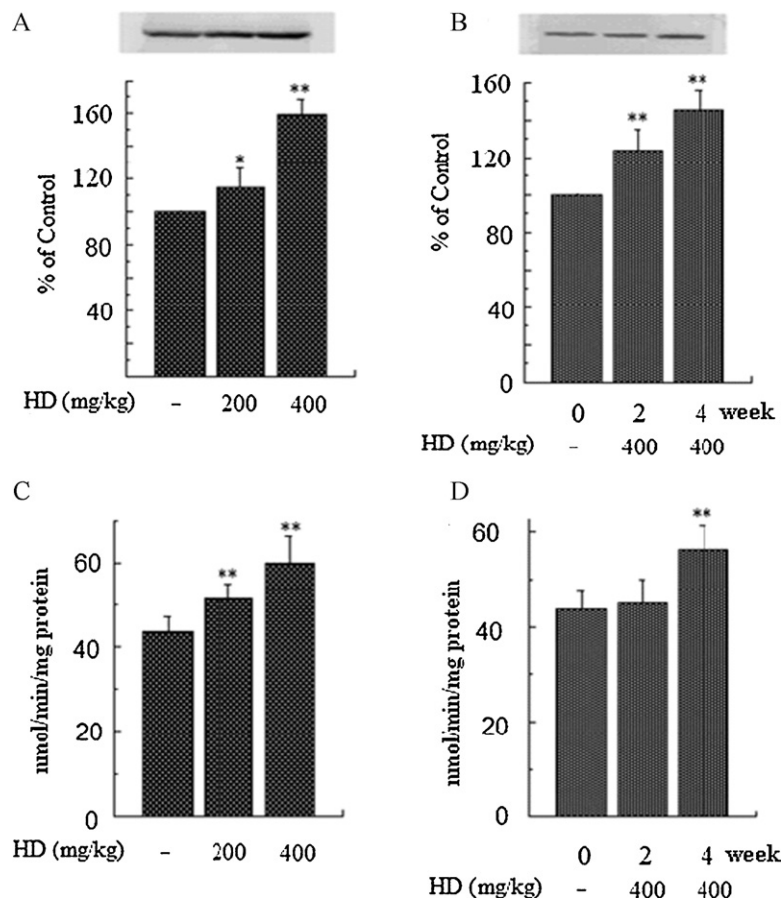 A
**
160
120
80
40
*
% of Control
HD (mg/kg) – 200 400
B
160
120
80
40
0
**
**
% of Control
0 2 4 week
HD (mg/kg) – 400 400
C
60
40
20
0
**
**
nmol/min/mg protein
HD (mg/kg) – 200 400
D
60
40
20
0
**
nmol/min/mg protein
0 2 4 week
HD (mg/kg) – 400 400